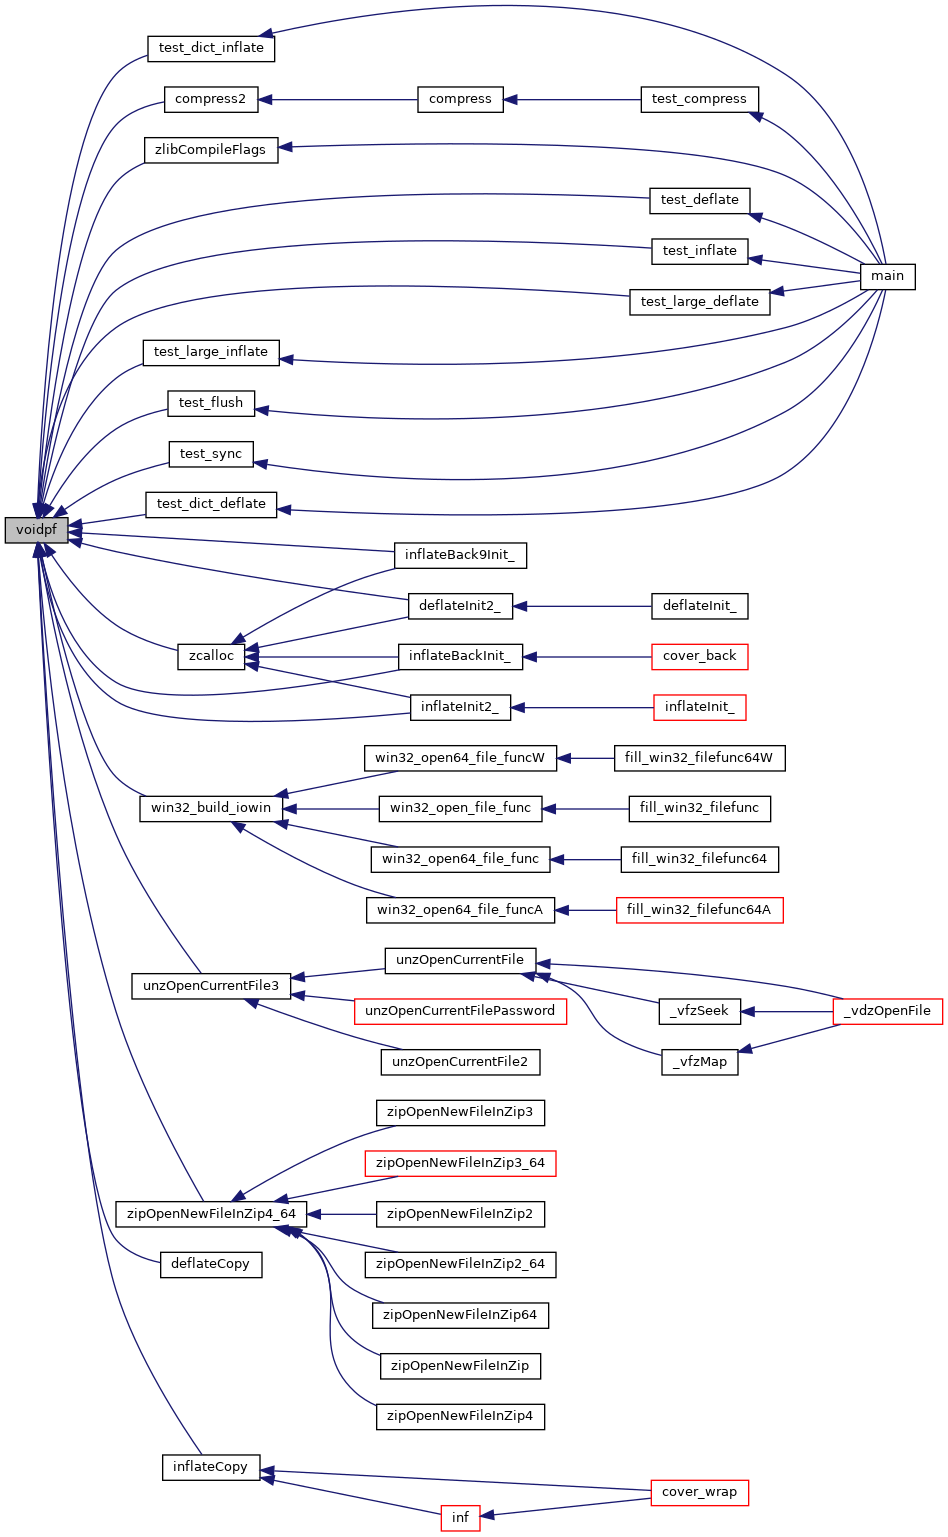 test_dict_inflate
compress2
compress
test_compress
zlibCompileFlags
test_deflate
test_inflate
main
test_large_deflate
test_large_inflate
test_flush
test_sync
test_dict_deflate
voidpf
inflateBack9Init_
deflateInit2_
deflateInit_
zcalloc
inflateBackInit_
cover_back
inflateInit2_
inflateInit_
win32_open64_file_funcW
fill_win32_filefunc64W
win32_build_iowin
win32_open_file_func
fill_win32_filefunc
win32_open64_file_func
fill_win32_filefunc64
win32_open64_file_funcA
fill_win32_filefunc64A
unzOpenCurrentFile
unzOpenCurrentFile3
unzOpenCurrentFilePassword
_vfzSeek
_vdzOpenFile
unzOpenCurrentFile2
_vfzMap
zipOpenNewFileInZip3
zipOpenNewFileInZip3_64
zipOpenNewFileInZip4_64
zipOpenNewFileInZip2
deflateCopy
zipOpenNewFileInZip2_64
zipOpenNewFileInZip64
zipOpenNewFileInZip
zipOpenNewFileInZip4
inflateCopy
cover_wrap
inf